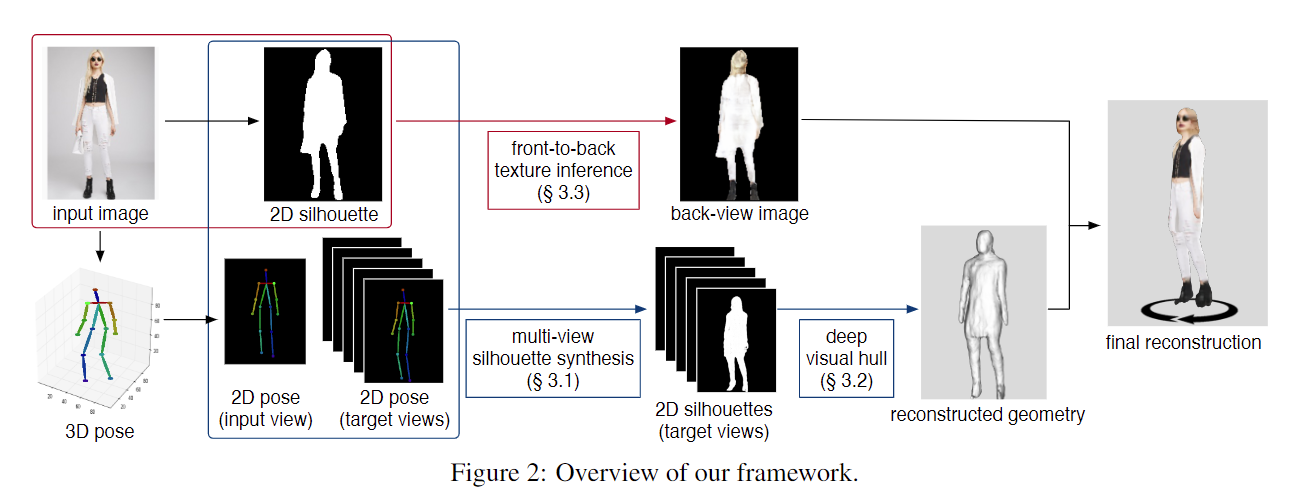 input image
2D silhouette
front-to-back
texture inference
(§ 3.3)
back-view image
3D pose
2D pose
(input view)
2D pose
(target views)
multi-view
silhouette synthesis
(§ 3.1)
2D silhouettes
(target views)
deep
visual hull
(§ 3.2)
reconstructed geometry
final reconstruction
Figure 2: Overview of our framework.